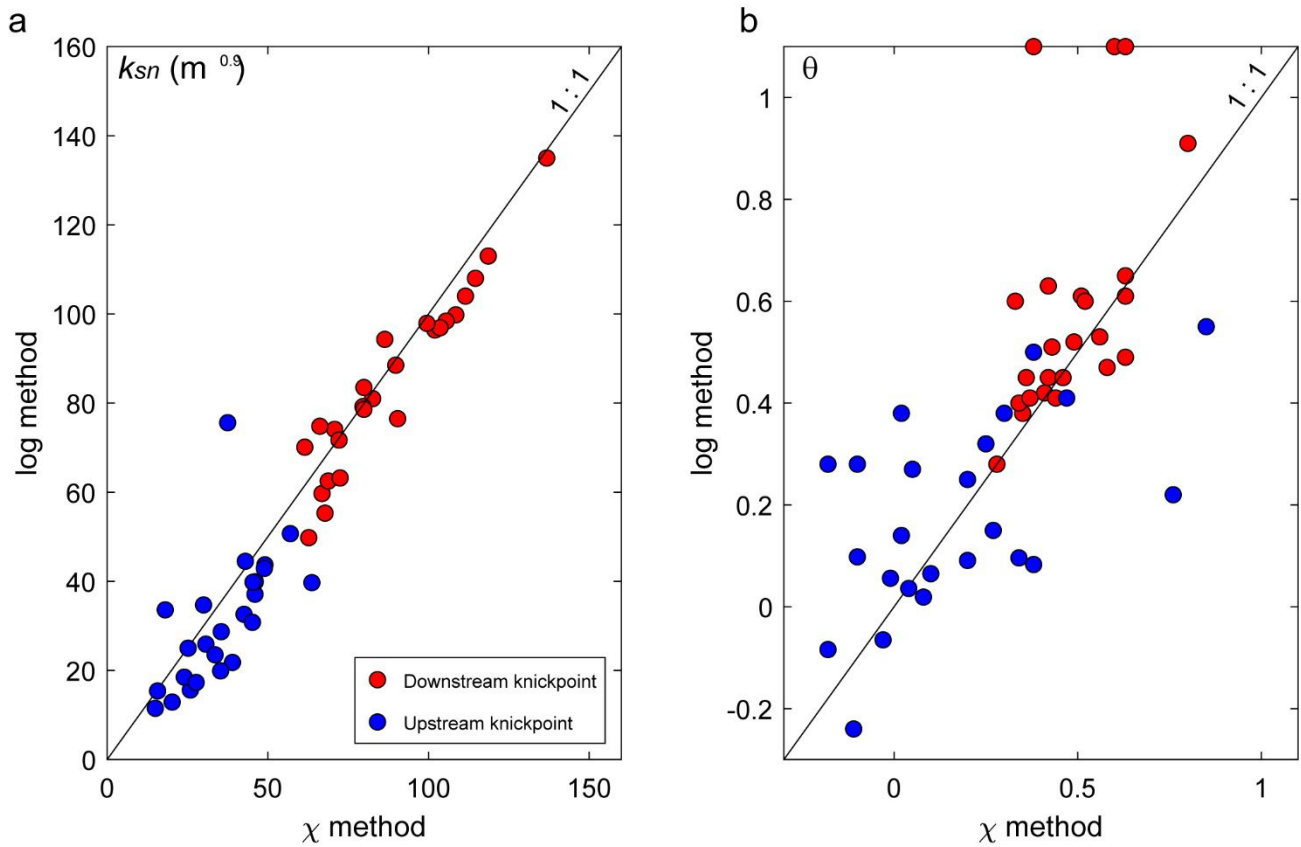 a
160
140
120
100
80
60
40
20
0
ksn (m 0.9)
1 : 1
log method
Downstream knickpoint
Upstream knickpoint
0 50 100 150
χ method
b
1
0.8
0.6
0.4
0.2
0
-0.2
θ
1 : 1
log method
0 0.5 1
χ method